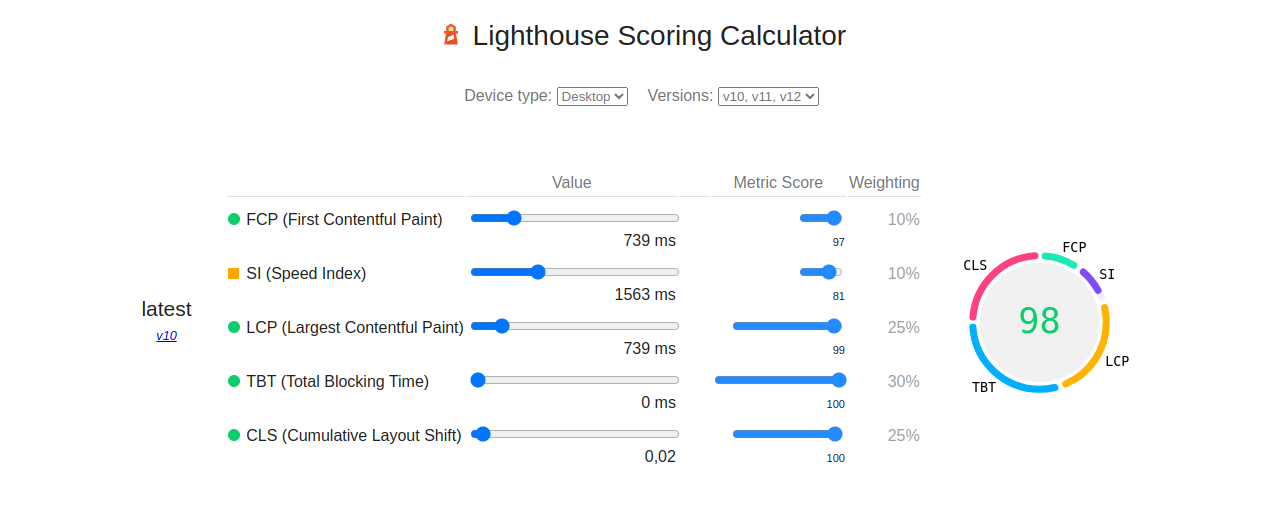 Lighthouse Scoring Calculator
Device type: Desktop Versions: v10, v11, v12
Value Metric Score Weighting
latest
v10
FCP (First Contentful Paint) 10%
739 ms 97
SI (Speed Index) 10%
1563 ms 81
LCP (Largest Contentful Paint) 25%
739 ms 99
TBT (Total Blocking Time) 30%
0 ms 100
CLS (Cumulative Layout Shift) 25%
0,02 100
FCP
CLS
SI
98
LCP
TBT